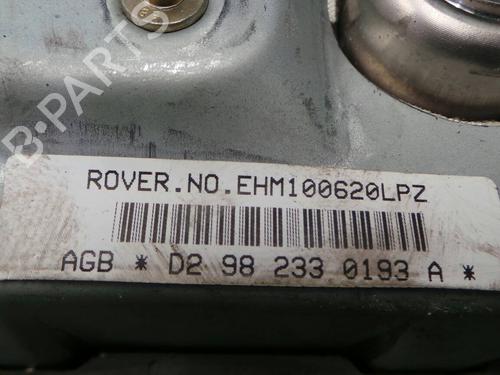 B-PARTS
ROVER.NO.EHM100620LPZ
AGB * D2 98 233 0193 A *